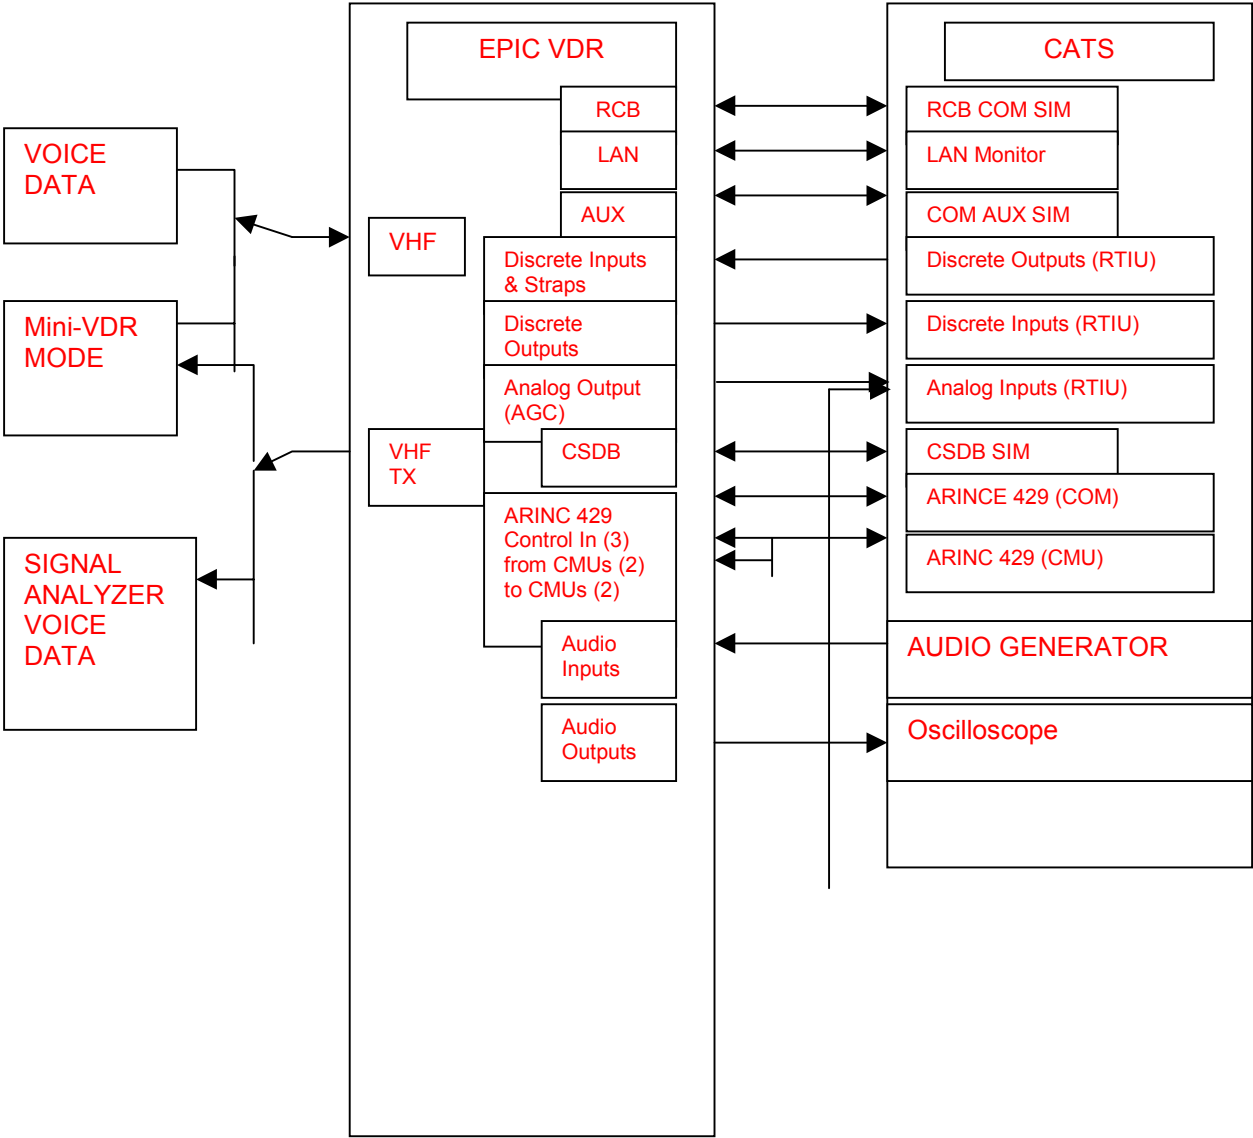 VOICE
DATA
Mini-VDR
MODE
SIGNAL
ANALYZER
VOICE
DATA
EPIC VDR
RCB
LAN
AUX
VHF
Discrete Inputs
& Straps
Discrete
Outputs
Analog Output
(AGC)
VHF
TX
CSDB
ARINC 429
Control In (3)
from CMUs (2)
to CMUs (2)
Audio
Inputs
Audio
Outputs
CATS
RCB COM SIM
LAN Monitor
COM AUX SIM
Discrete Outputs (RTIU)
Discrete Inputs (RTIU)
Analog Inputs (RTIU)
CSDB SIM
ARINCE 429 (COM)
ARINC 429 (CMU)
AUDIO GENERATOR
Oscilloscope